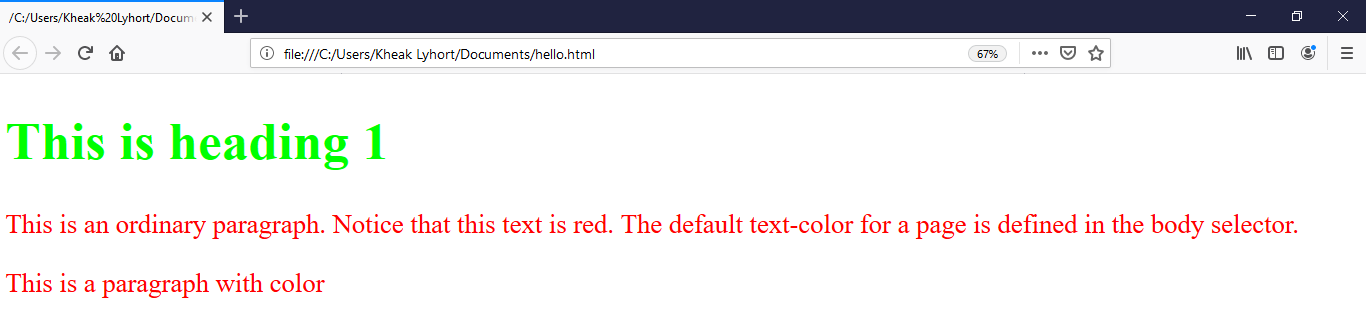 /C:/Users/Kheak%20Lyhort/Docum
file:///C:/Users/Kheak Lyhort/Documents/hello.html
67%
This is heading 1
This is an ordinary paragraph. Notice that this text is red. The default text-color for a page is defined in the body selector.
This is a paragraph with color